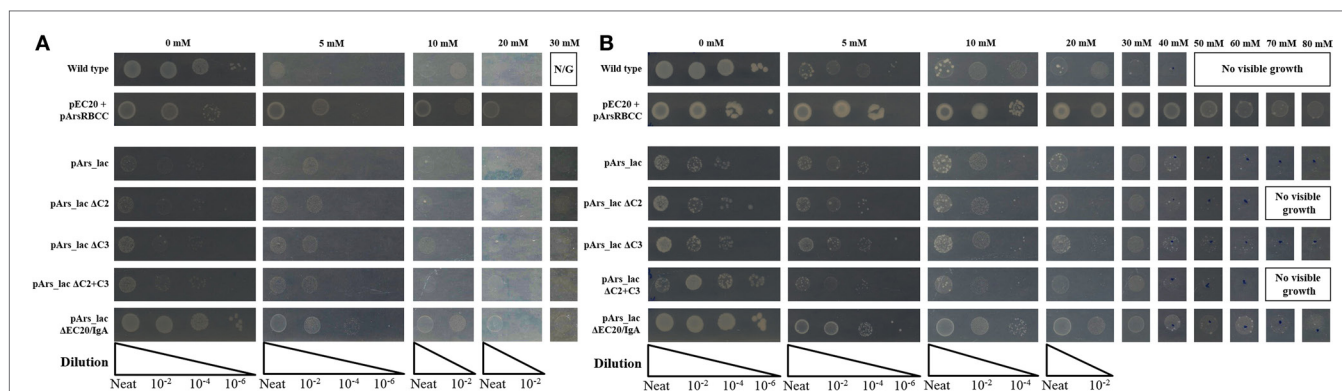 A
0 mM 5 mM 10 mM 20 mM 30 mM
Wild type
N/G
pEC20 +
pArsRBCC
pArs_lac
pArs_lac ΔC2
pArs_lac ΔC3
pArs_lac ΔC2+C3
pArs_lac
ΔEC20/IgA
Dilution
Neat 10-2 10-4 10-6 Neat 10-2 10-4 10-6 Neat 10-2 Neat 10-2
B
0 mM 5 mM 10 mM 20 mM 30 mM 40 mM 50 mM 60 mM 70 mM 80 mM
Wild type
No visible growth
pEC20 +
pArsRBCC
pArs_lac
pArs_lac ΔC2
No visible
growth
pArs_lac ΔC3
pArs_lac
ΔC2+C3
No visible
growth
pArs_lac
ΔEC20/IgA
Dilution
Neat 10-2 10-4 10-6 Neat 10-2 10-4 10-6 Neat 10-2 10-4 Neat 10-2